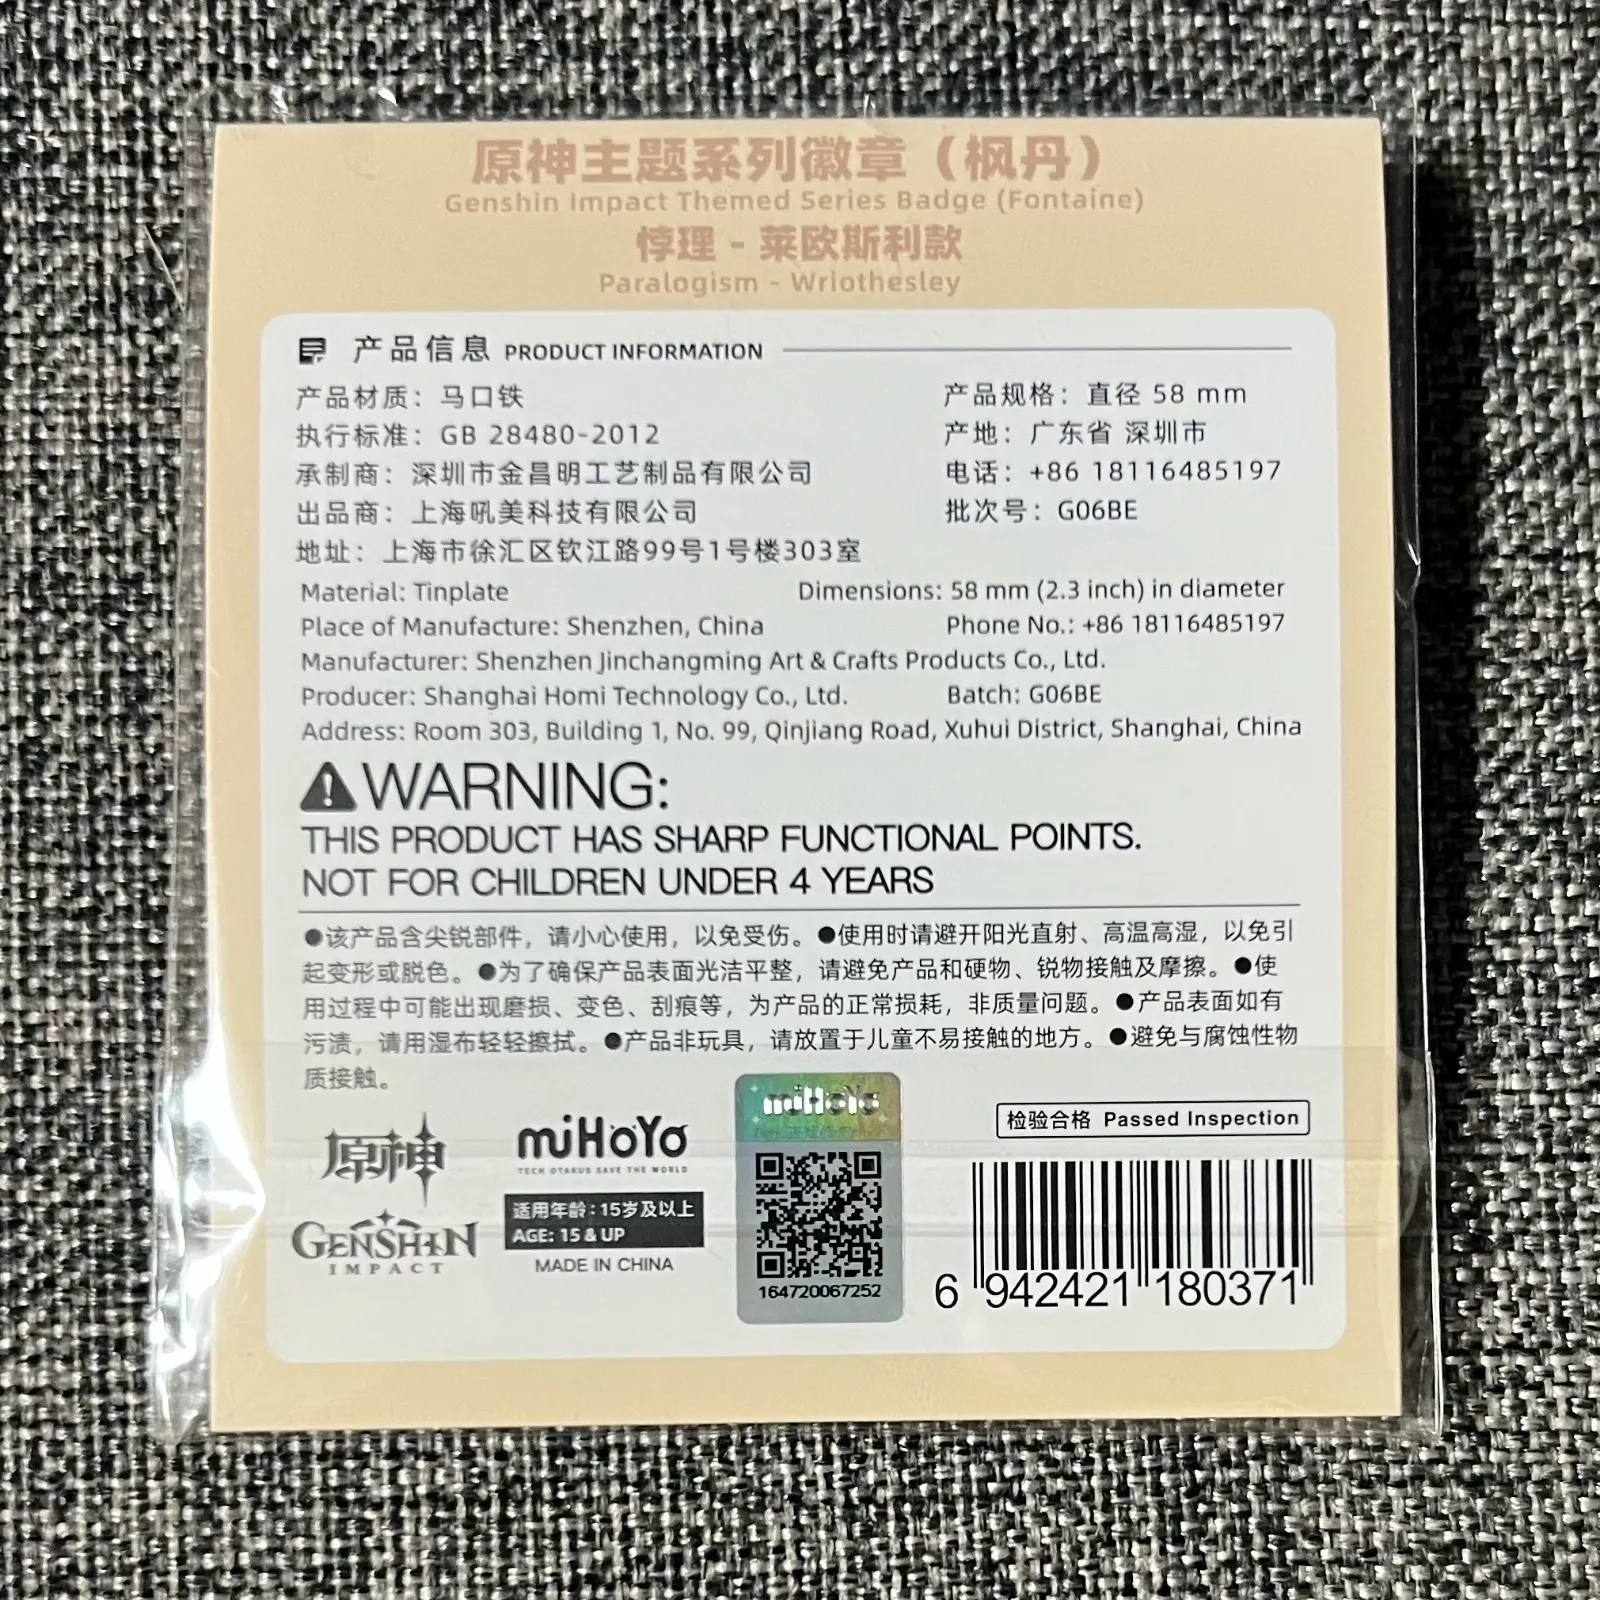 原神主题系列徽章（枫丹）
Genshin Impact Themed Series Badge (Fontaine)
悖理 - 莱欧斯利款
Paralogism - Wriothesley
产品信息 PRODUCT INFORMATION
产品材质：马口铁 产品规格：直径 58 mm
执行标准：GB 28480-2012 产地：广东省 深圳市
承制商：深圳市金昌明工艺制品有限公司 电话：+86 18116485197
出品商：上海吼美科技有限公司 批次号：G06BE
地址：上海市徐汇区钦江路99号1号楼303室
Material: Tinplate Dimensions: 58 mm (2.3 inch) in diameter
Place of Manufacture: Shenzhen, China Phone No.: +86 18116485197
Manufacturer: Shenzhen Jinchangming Art & Crafts Products Co., Ltd.
Producer: Shanghai Homi Technology Co., Ltd. Batch: G06BE
Address: Room 303, Building 1, No. 99, Qinjiang Road, Xuhui District, Shanghai, China
WARNING:
THIS PRODUCT HAS SHARP FUNCTIONAL POINTS.
NOT FOR CHILDREN UNDER 4 YEARS
●该产品含尖锐部件，请小心使用，以免受伤。●使用时请避开阳光直射、高温高湿，以免引
起变形或脱色。●为了确保产品表面光洁平整，请避免产品和硬物、锐物接触及摩擦。●使
用过程中可能出现磨损、变色、刮痕等，为产品的正常损耗，非质量问题。●产品表面如有
污渍，请用湿布轻轻擦拭。●产品非玩具，请放置于儿童不易接触的地方。●避免与腐蚀性物
质接触。
原神
GENSHIN
IMPACT
miHoYo
TECH OTAKUS SAVE THE WORLD
适用年龄：15岁及以上
AGE: 15 & UP
MADE IN CHINA
miHoYo
164720067252
检验合格 Passed Inspection
6 942421 180371